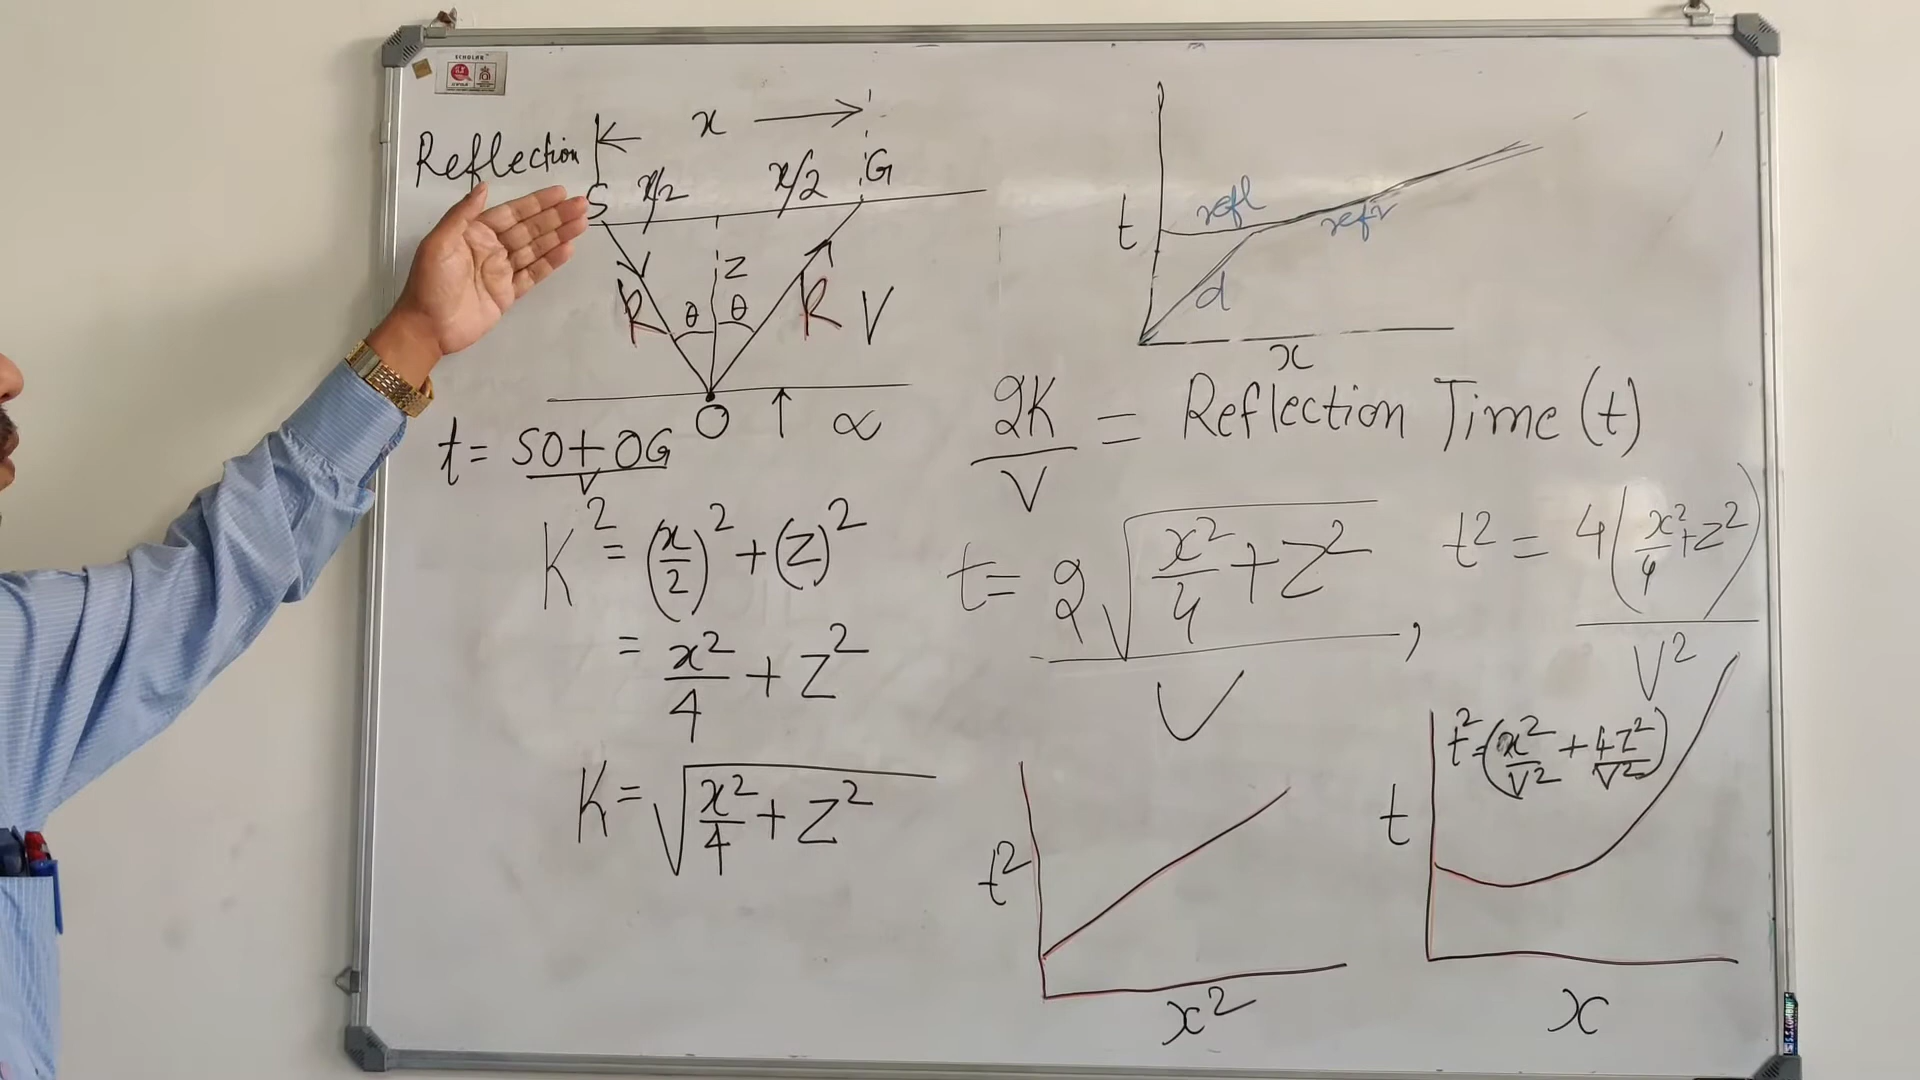 Reflection
x
S x/2 x/2 G
Z
R θ θ R V
O ↑ ∝
t = SO + OG / V
K² = (x/2)² + (Z)²
= x²/4 + Z²
K = √(x²/4 + Z²)
t refl refr
d
x
2K/V = Reflection Time (t)
t = 2√(x²/4 + Z²) / V , t² = 4(x²/4 + Z²) / V²
t²
x²
t² = (x²/V² + 4Z²/V²)
t
x